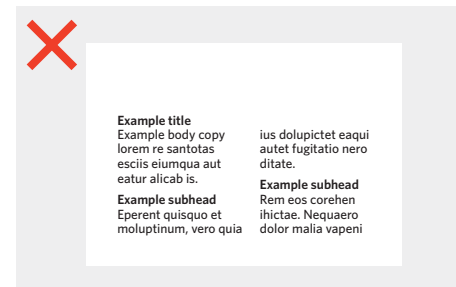 Example title
Example body copy
lorem re santotas
esciis eiumqua aut
eatur alicab is.
Example subhead
Eperent quisquo et
moluptinum, vero quia
ius dolupictet eaqui
autet fugitatio nero
ditate.
Example subhead
Rem eos corehen
ihictae. Nequaero
dolor malia vapeni